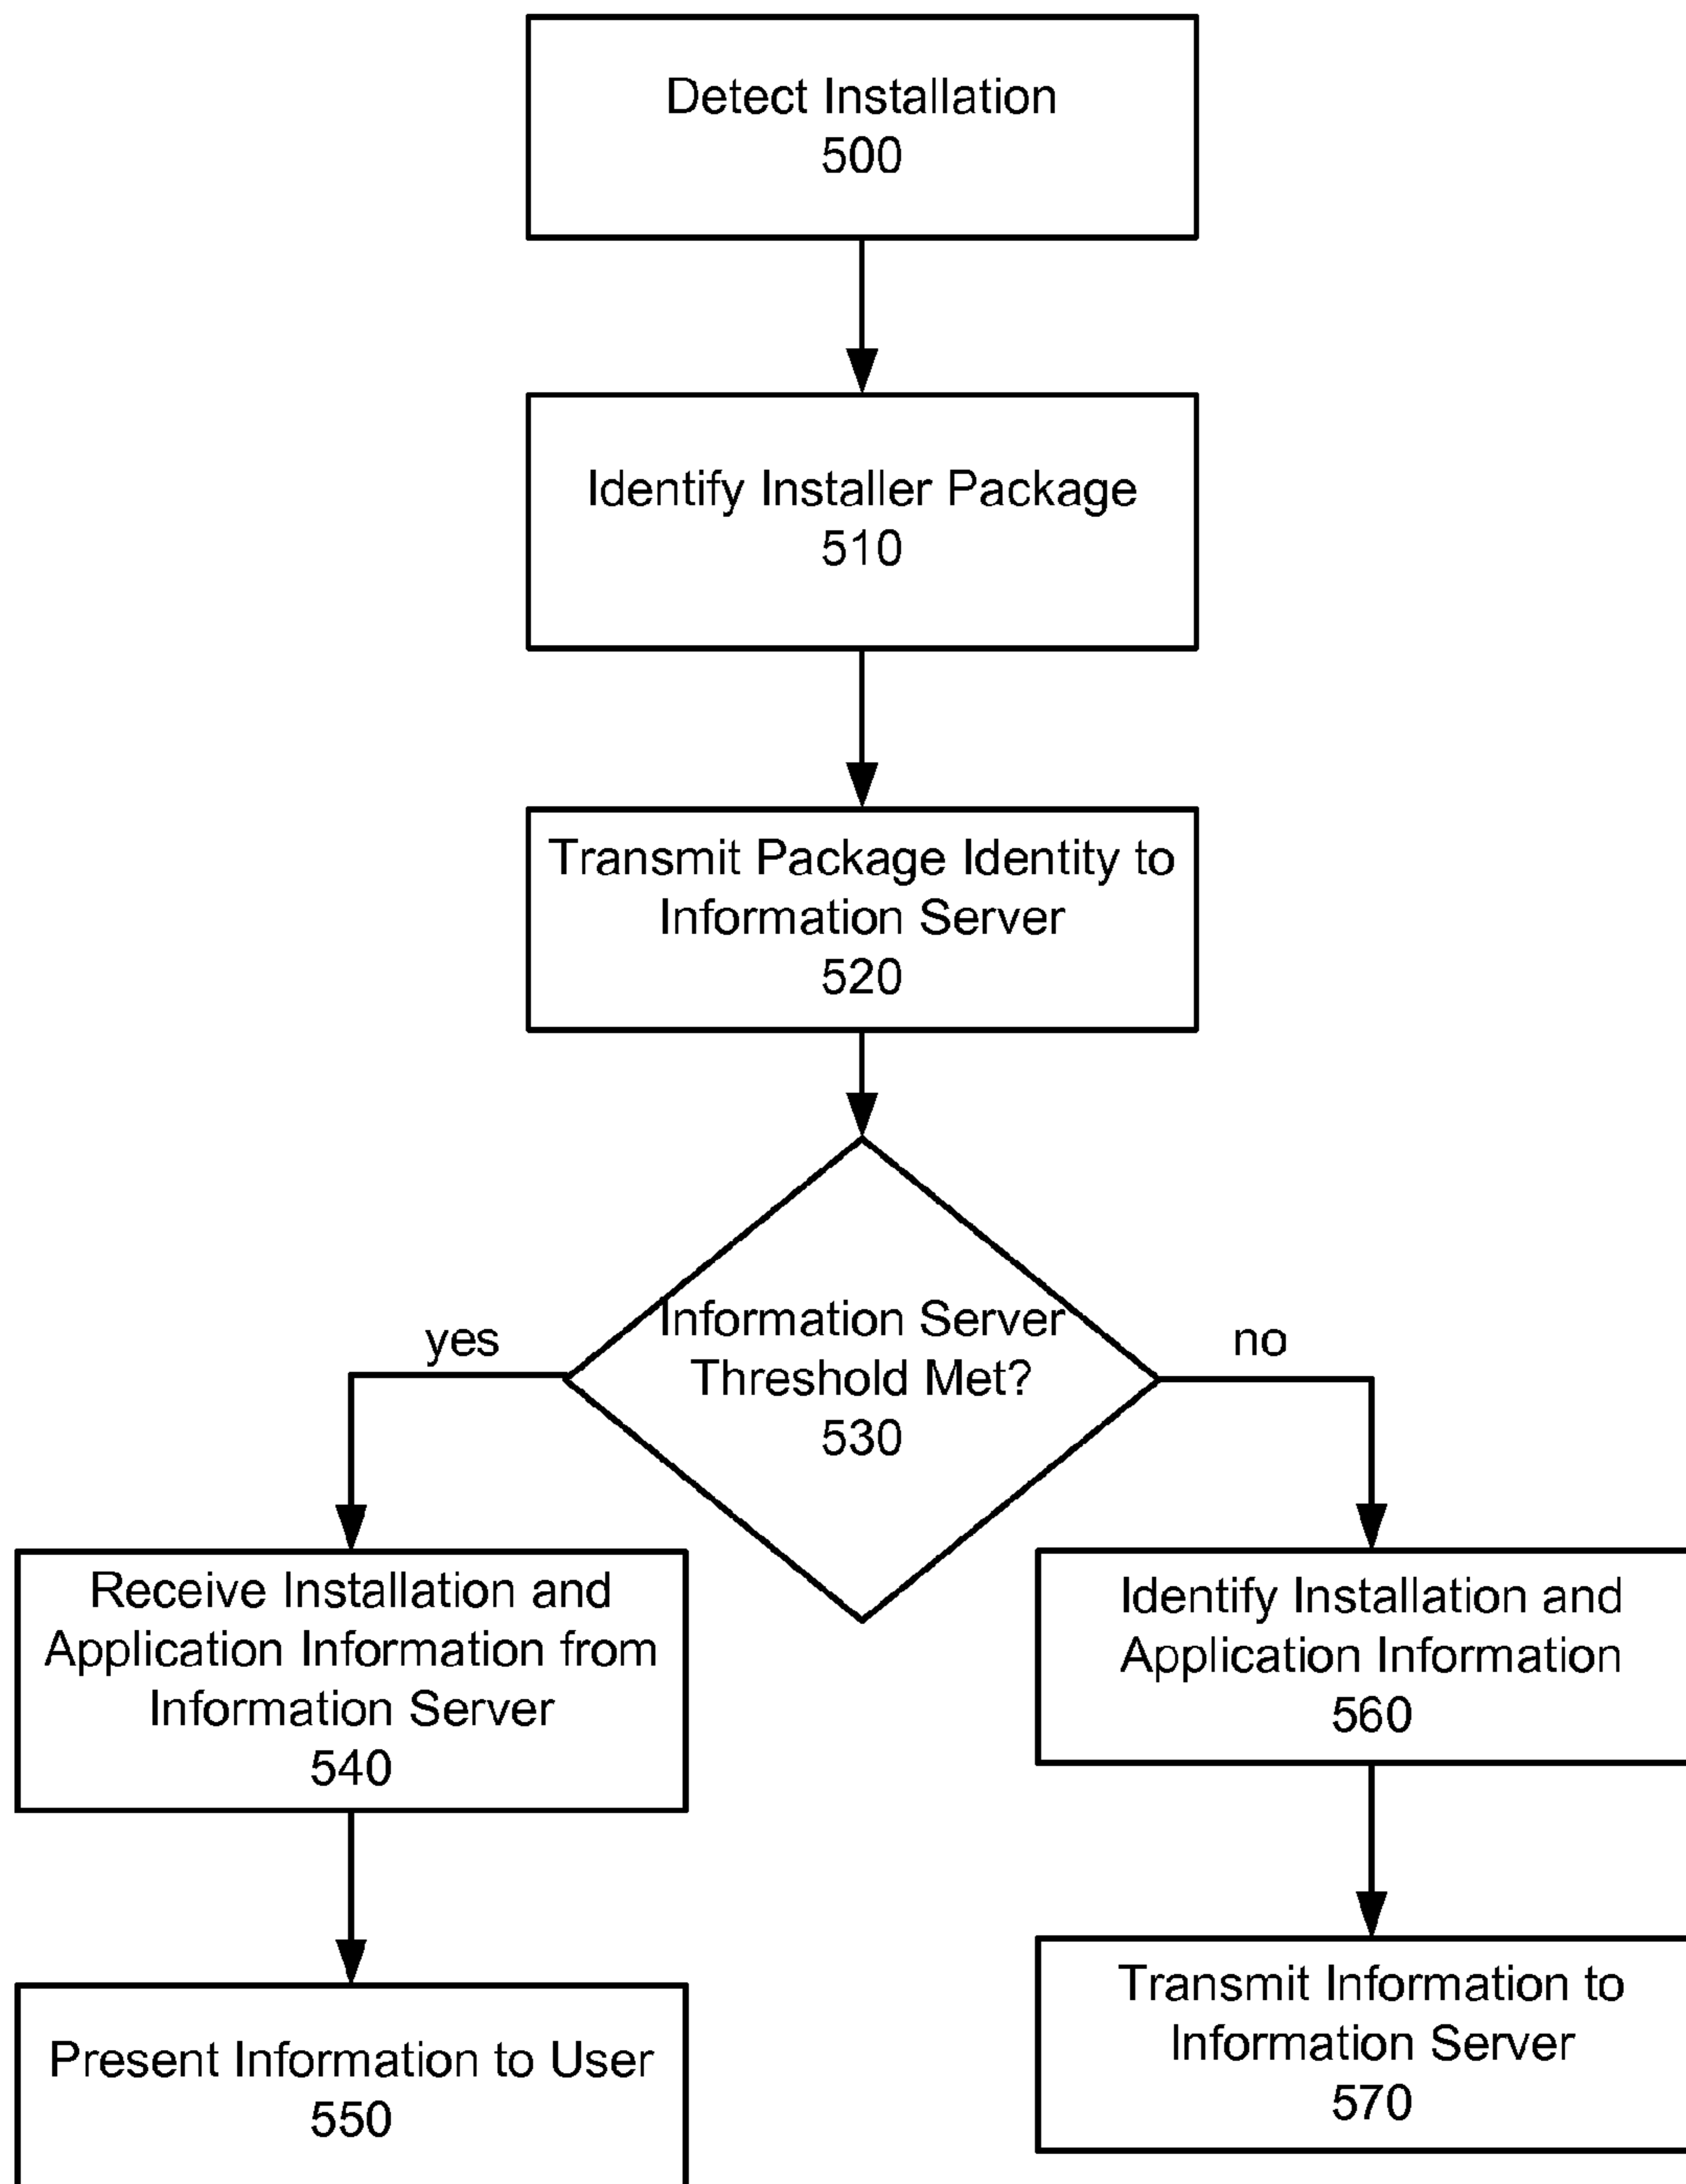 Detect Installation
500
Identify Installer Package
510
Transmit Package Identity to
Information Server
520
Information Server
Threshold Met?
530
yes
no
Receive Installation and
Application Information from
Information Server
540
Present Information to User
550
Identify Installation and
Application Information
560
Transmit Information to
Information Server
570